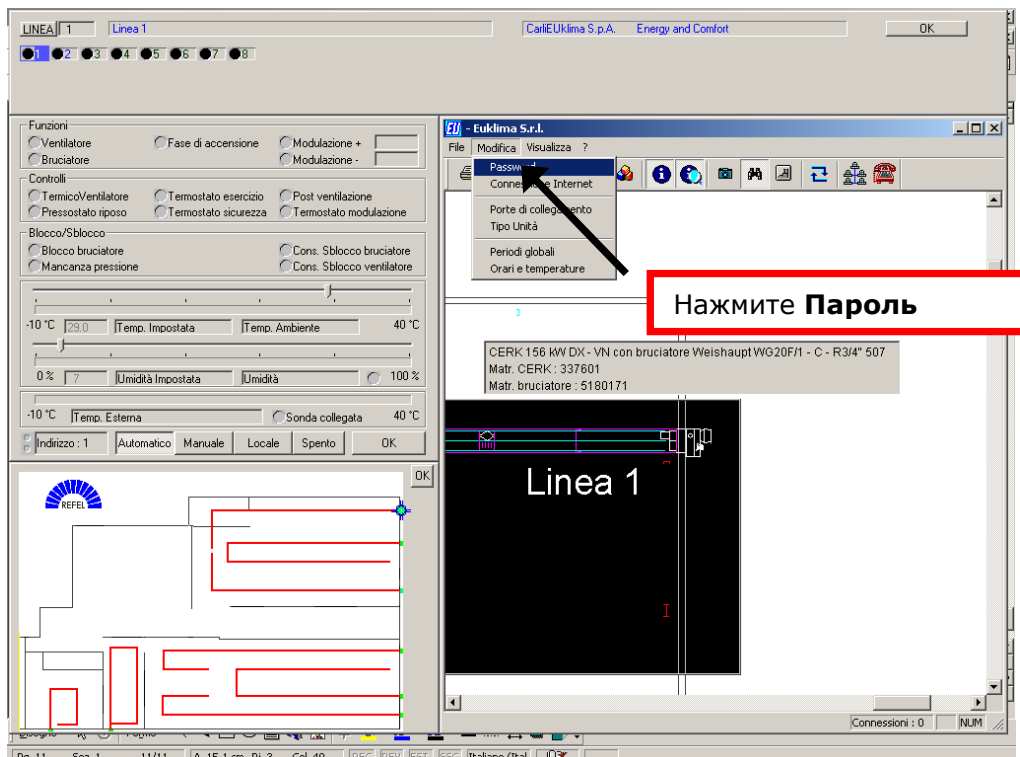 LINEA 1 Linea 1 CarliEUklima S.p.A. Energy and Comfort OK
1 2 3 4 5 6 7 8
Funzioni
Ventilatore Fase di accensione Modulazione +
Bruciatore Modulazione -
Controlli
TermicoVentilatore Termostato esercizio Post ventilazione
Pressostato riposo Termostato sicurezza Termostato modulazione
Blocco/Sblocco
Blocco bruciatore Cons. Sblocco bruciatore
Mancanza pressione Cons. Sblocco ventilatore
-10 °C 29.0 Temp. Impostata Temp. Ambiente 40 °C
0 % 7 Umidità Impostata Umidità 100 %
-10 °C Temp. Esterna Sonda collegata 40 °C
Indirizzo : 1 Automatico Manuale Locale Spento OK
OK
REFEL
EU - Euklima S.r.l.
File Modifica Visualizza ?
Password
Connessione Internet
Porte di collegamento
Tipo Unità
Periodi globali
Orari e temperature
Нажмите Пароль
CERK 156 kW DX - VN con bruciatore Weishaupt WG20F/1 - C - R3/4" 507
Matr. CERK : 337601
Matr. bruciatore : 5180171
Linea 1
Connessioni : 0 NUM